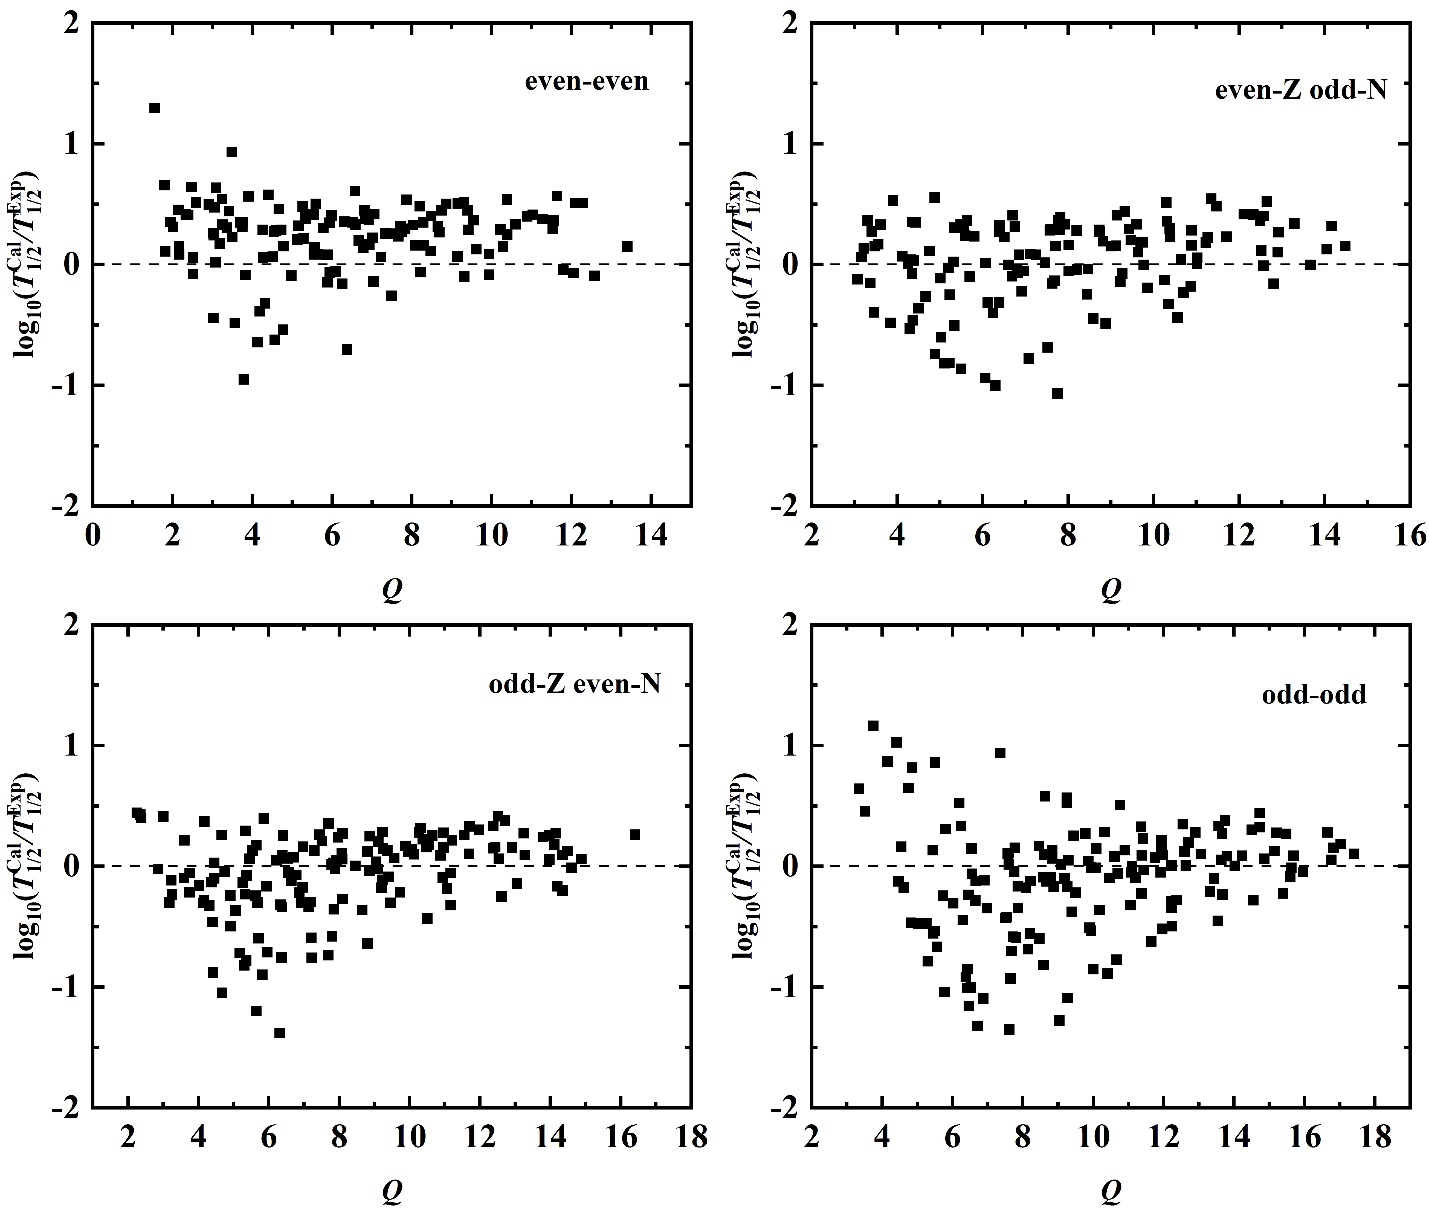 2
1
0
-1
-2
log10(T1/2Cal/T1/2Exp)
even-even
0 2 4 6 8 10 12 14
Q
2
1
0
-1
-2
log10(T1/2Cal/T1/2Exp)
even-Z odd-N
2 4 6 8 10 12 14 16
Q
2
1
0
-1
-2
log10(T1/2Cal/T1/2Exp)
odd-Z even-N
2 4 6 8 10 12 14 16 18
Q
2
1
0
-1
-2
log10(T1/2Cal/T1/2Exp)
odd-odd
2 4 6 8 10 12 14 16 18
Q